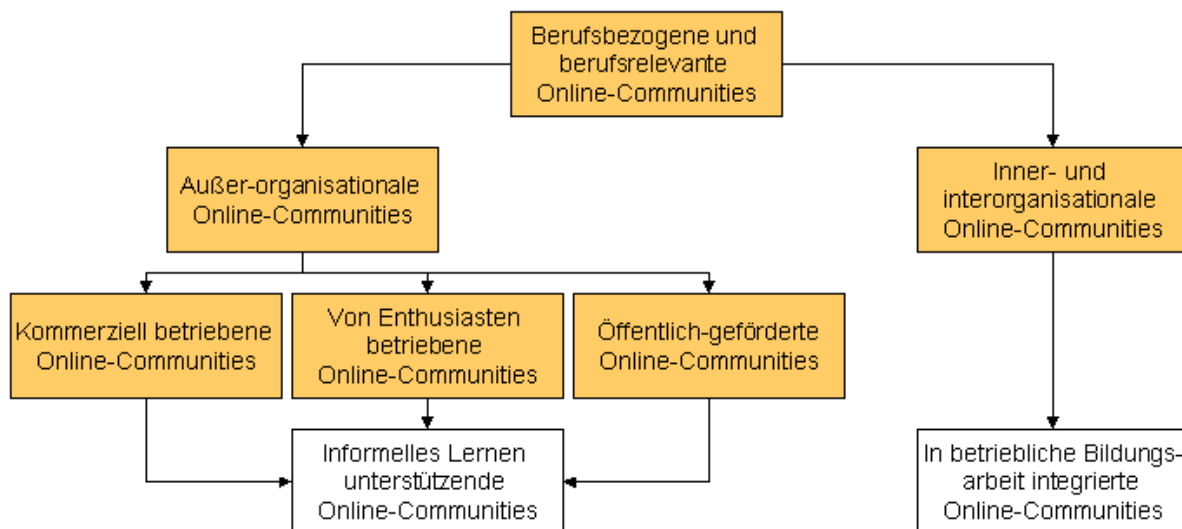 Berufsbezogene und
berufsrelevante
Online-Communities
Außer-organisationale
Online-Communities
Inner- und
interorganisationale
Online-Communities
Kommerziell betriebene
Online-Communities
Von Enthusiasten
betriebene
Online-Communities
Öffentlich-geförderte
Online-Communities
Informelles Lernen
unterstützende
Online-Communities
In betriebliche Bildungs-
arbeit integrierte
Online-Communities